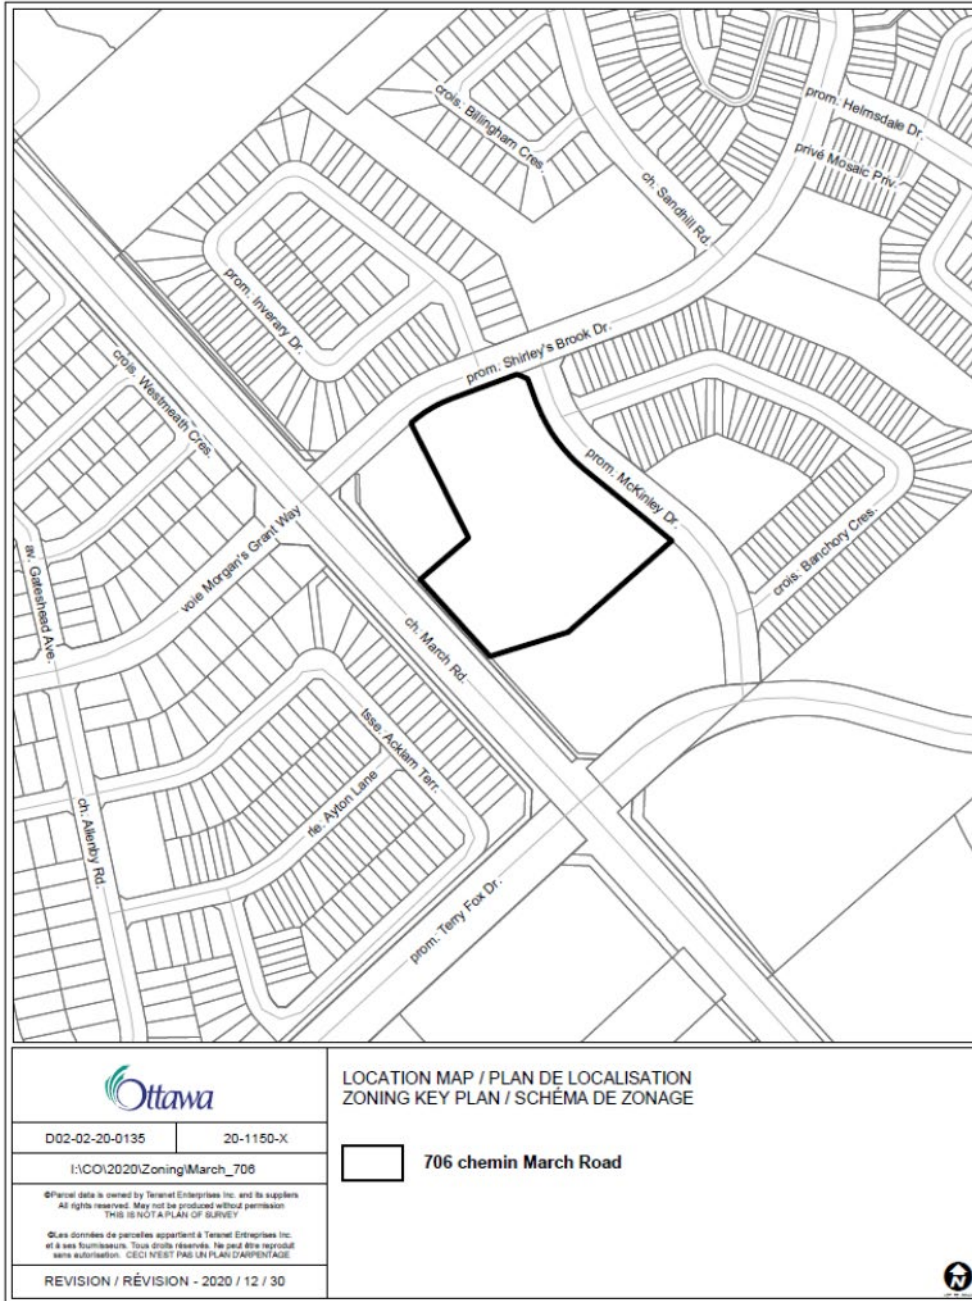 crois. Billingham Cres.
prom. Helmsdale Dr.
privé Mosaic Priv.
ch. Sandhill Rd.
prom. Inverary Dr.
prom. Shirley's Brook Dr.
crois. Westmeath Cres.
prom. McKinley Dr.
voie Morgan's Grant Way
crois. Banchory Cres.
av. Gateshead Ave.
ch. March Rd.
tsse. Acklam Terr.
rle. Ayton Lane
ch. Allenby Rd.
prom. Terry Fox Dr.
Ottawa
D02-02-20-0135
20-1150-X
I:\CO\2020\Zoning\March_706
©Parcel data is owned by Teranet Enterprises Inc. and its suppliers
All rights reserved. May not be produced without permission
THIS IS NOT A PLAN OF SURVEY
©Les données de parcelles appartient à Teranet Entreprises Inc.
et à ses fournisseurs. Tous droits réservés. Ne peut être reproduit
sans autorisation. CECI N'EST PAS UN PLAN D'ARPENTAGE
REVISION / RÉVISION - 2020 / 12 / 30
LOCATION MAP / PLAN DE LOCALISATION
ZONING KEY PLAN / SCHÉMA DE ZONAGE
706 chemin March Road
N